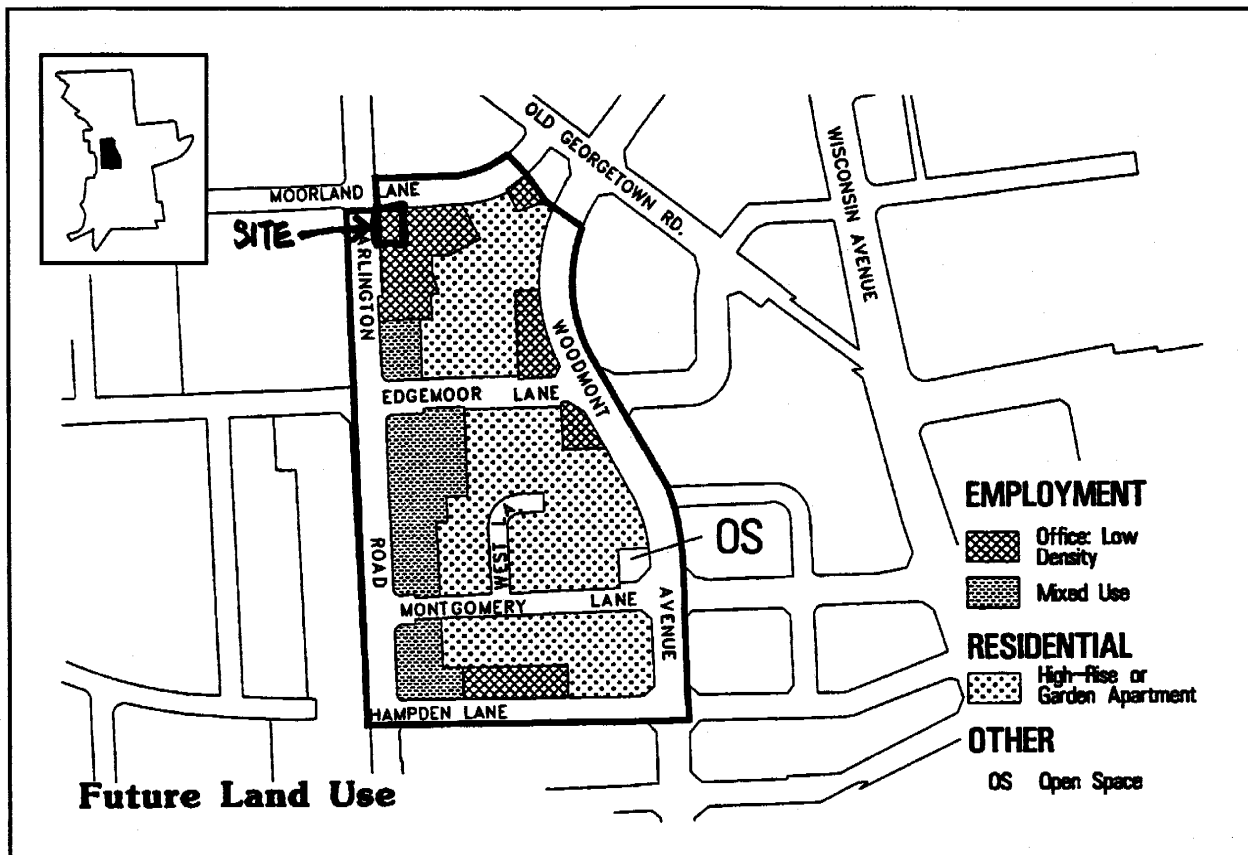 OLD GEORGETOWN RD.
WISCONSIN AVENUE
MOORLAND LANE
SITE
ARLINGTON
WOODMONT
EDGEMOOR LANE
WEST LA
OS
ROAD
MONTGOMERY LANE
AVENUE
HAMPDEN LANE
EMPLOYMENT
Office: Low
Density
Mixed Use
RESIDENTIAL
High-Rise or
Garden Apartment
OTHER
OS Open Space
Future Land Use